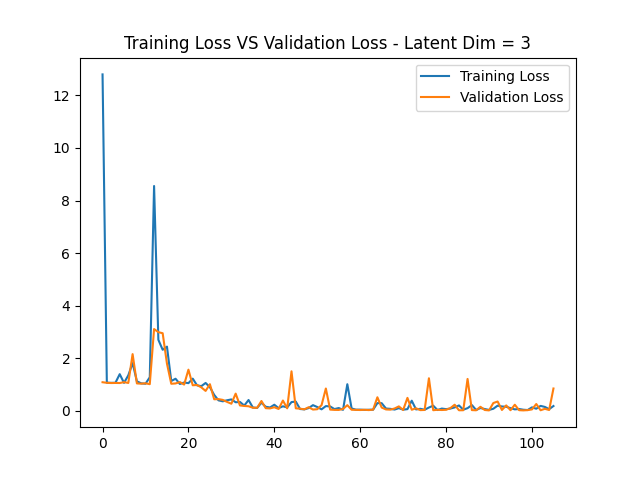 Training Loss VS Validation Loss - Latent Dim = 3
Training Loss
Validation Loss
12
10
8
6
4
2
0
0 20 40 60 80 100